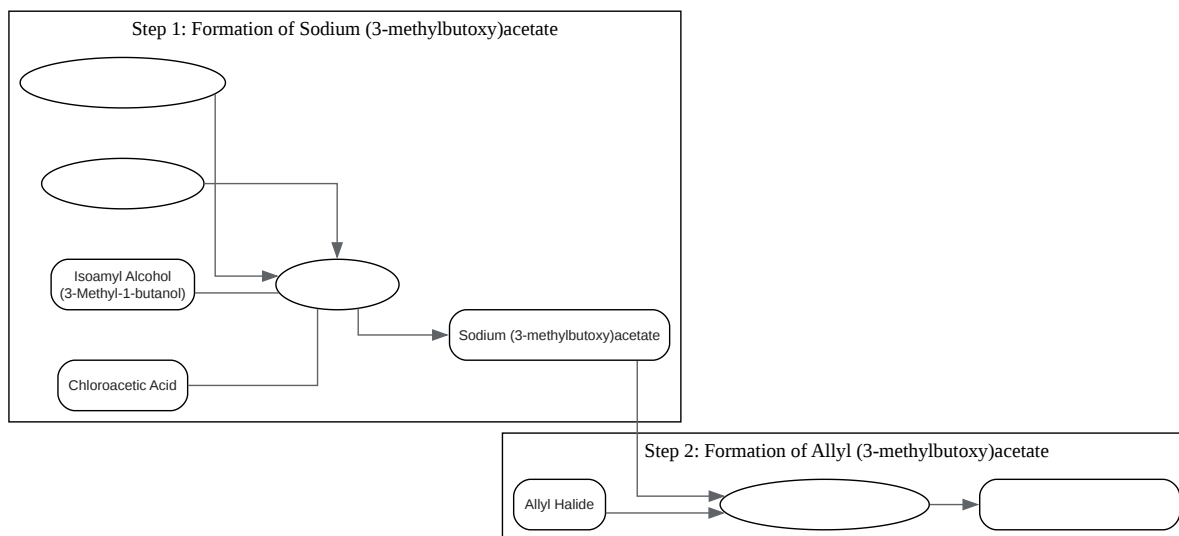 Step 1: Formation of Sodium (3-methylbutoxy)acetate
Isoamyl Alcohol
(3-Methyl-1-butanol)
Chloroacetic Acid
Sodium (3-methylbutoxy)acetate
Step 2: Formation of Allyl (3-methylbutoxy)acetate
Allyl Halide